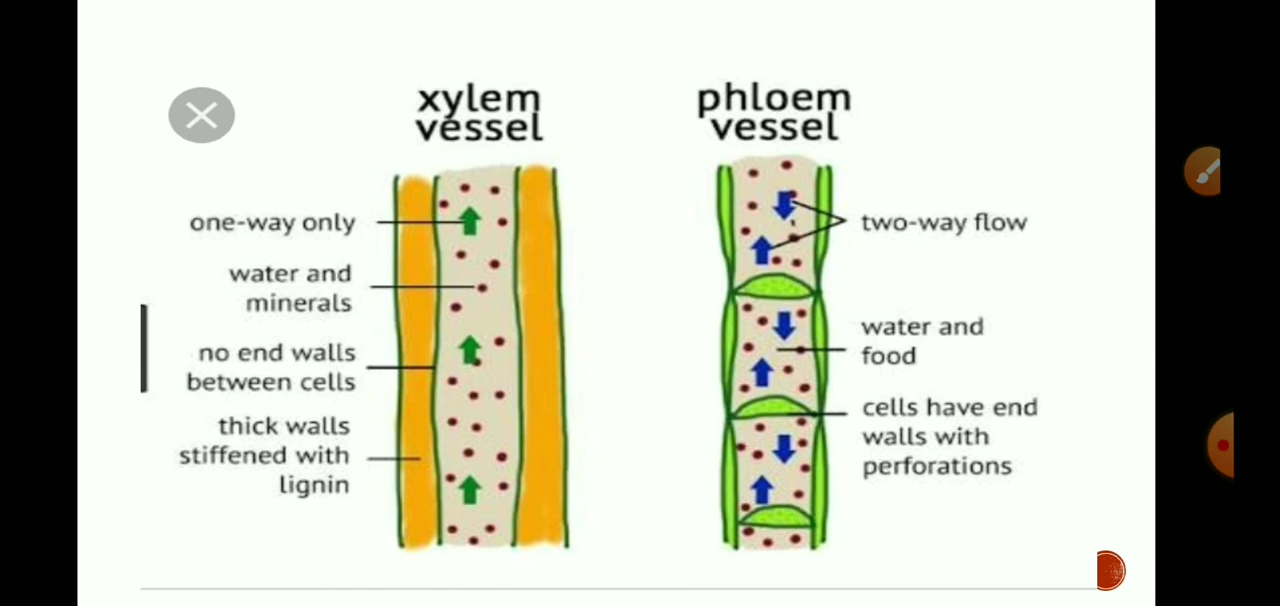 xylem
vessel
one-way only
water and
minerals
no end walls
between cells
thick walls
stiffened with
lignin
phloem
vessel
two-way flow
water and
food
cells have end
walls with
perforations